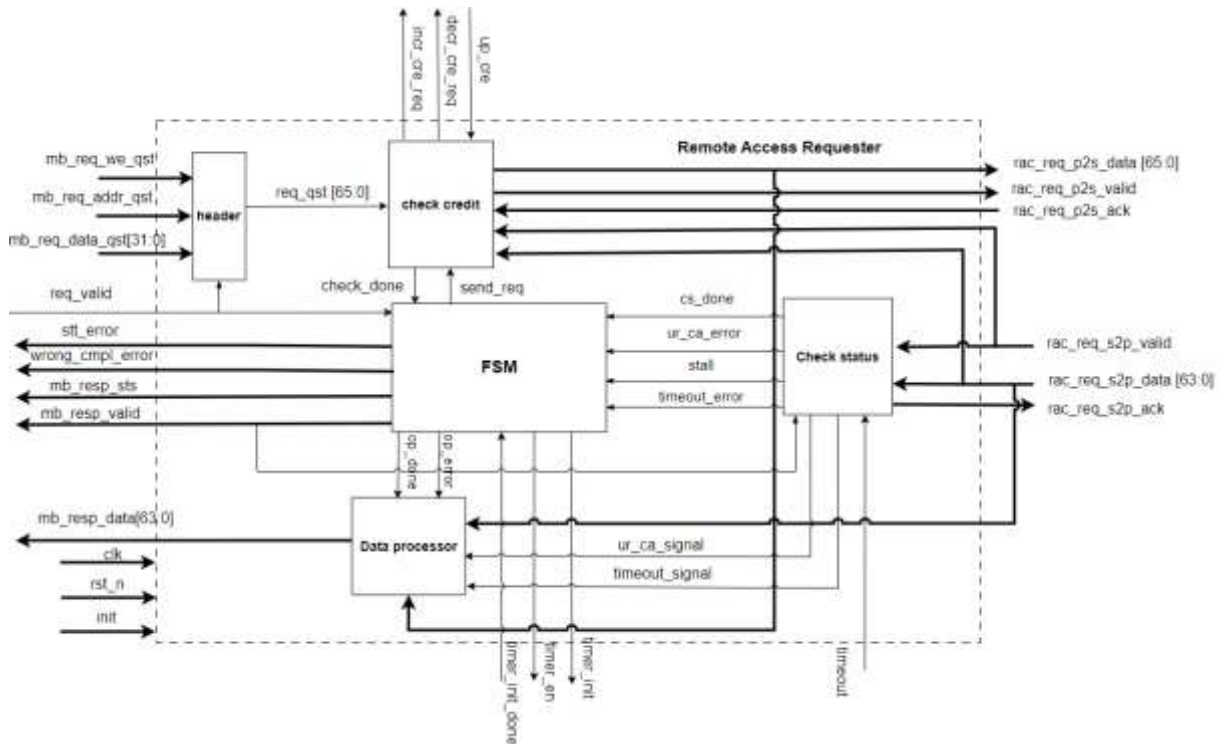 incr_cre_req
decr_cre_req
up_cre
Remote Access Requester
mb_req_we_qst
mb_req_addr_qst
mb_req_data_qst[31:0]
header
req_qst [65:0]
check credit
rac_req_p2s_data [65:0]
rac_req_p2s_valid
rac_req_p2s_ack
req_valid
check_done
send_req
stt_error
wrong_cmpl_error
mb_resp_sts
mb_resp_valid
FSM
cs_done
ur_ca_error
stall
timeout_error
Check status
rac_req_s2p_valid
rac_req_s2p_data [63:0]
rac_req_s2p_ack
op_done
op_error
mb_resp_data[63:0]
Data processor
ur_ca_signal
timeout_signal
clk
rst_n
init
timer_init_done
timer_en
timer_init
timeout